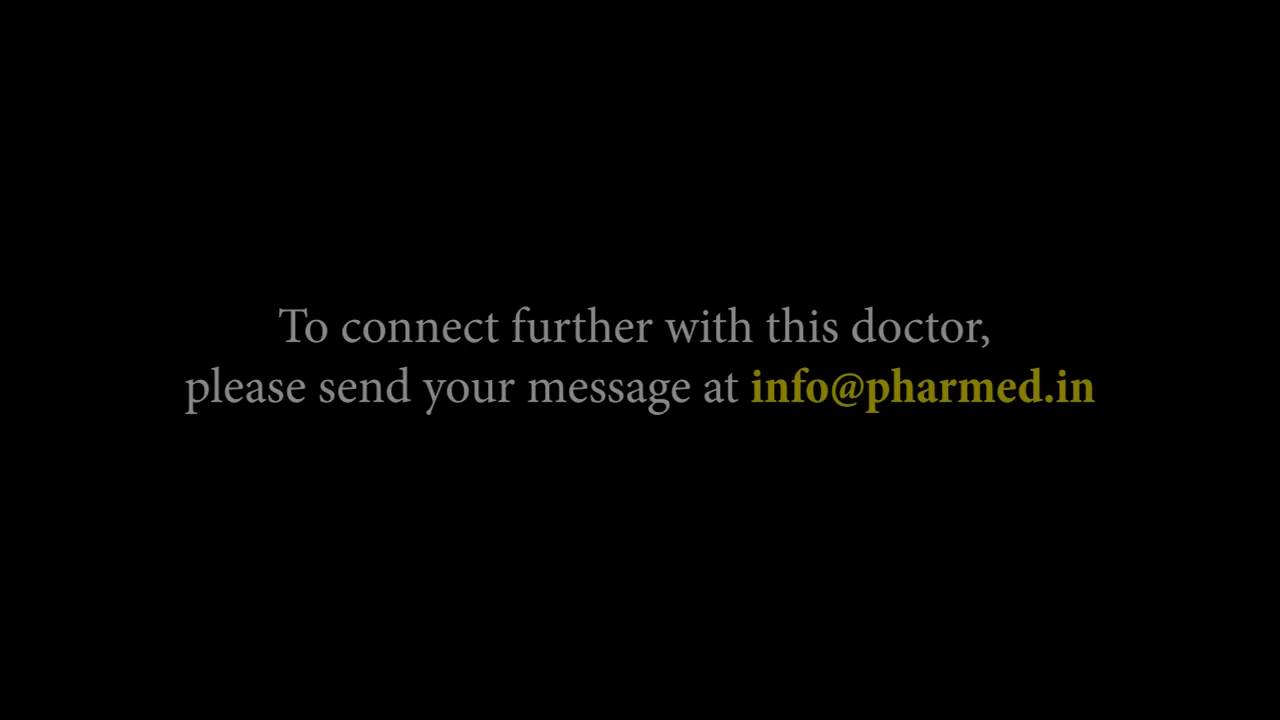 To connect further with this doctor,
please send your message at info@pharmed.in